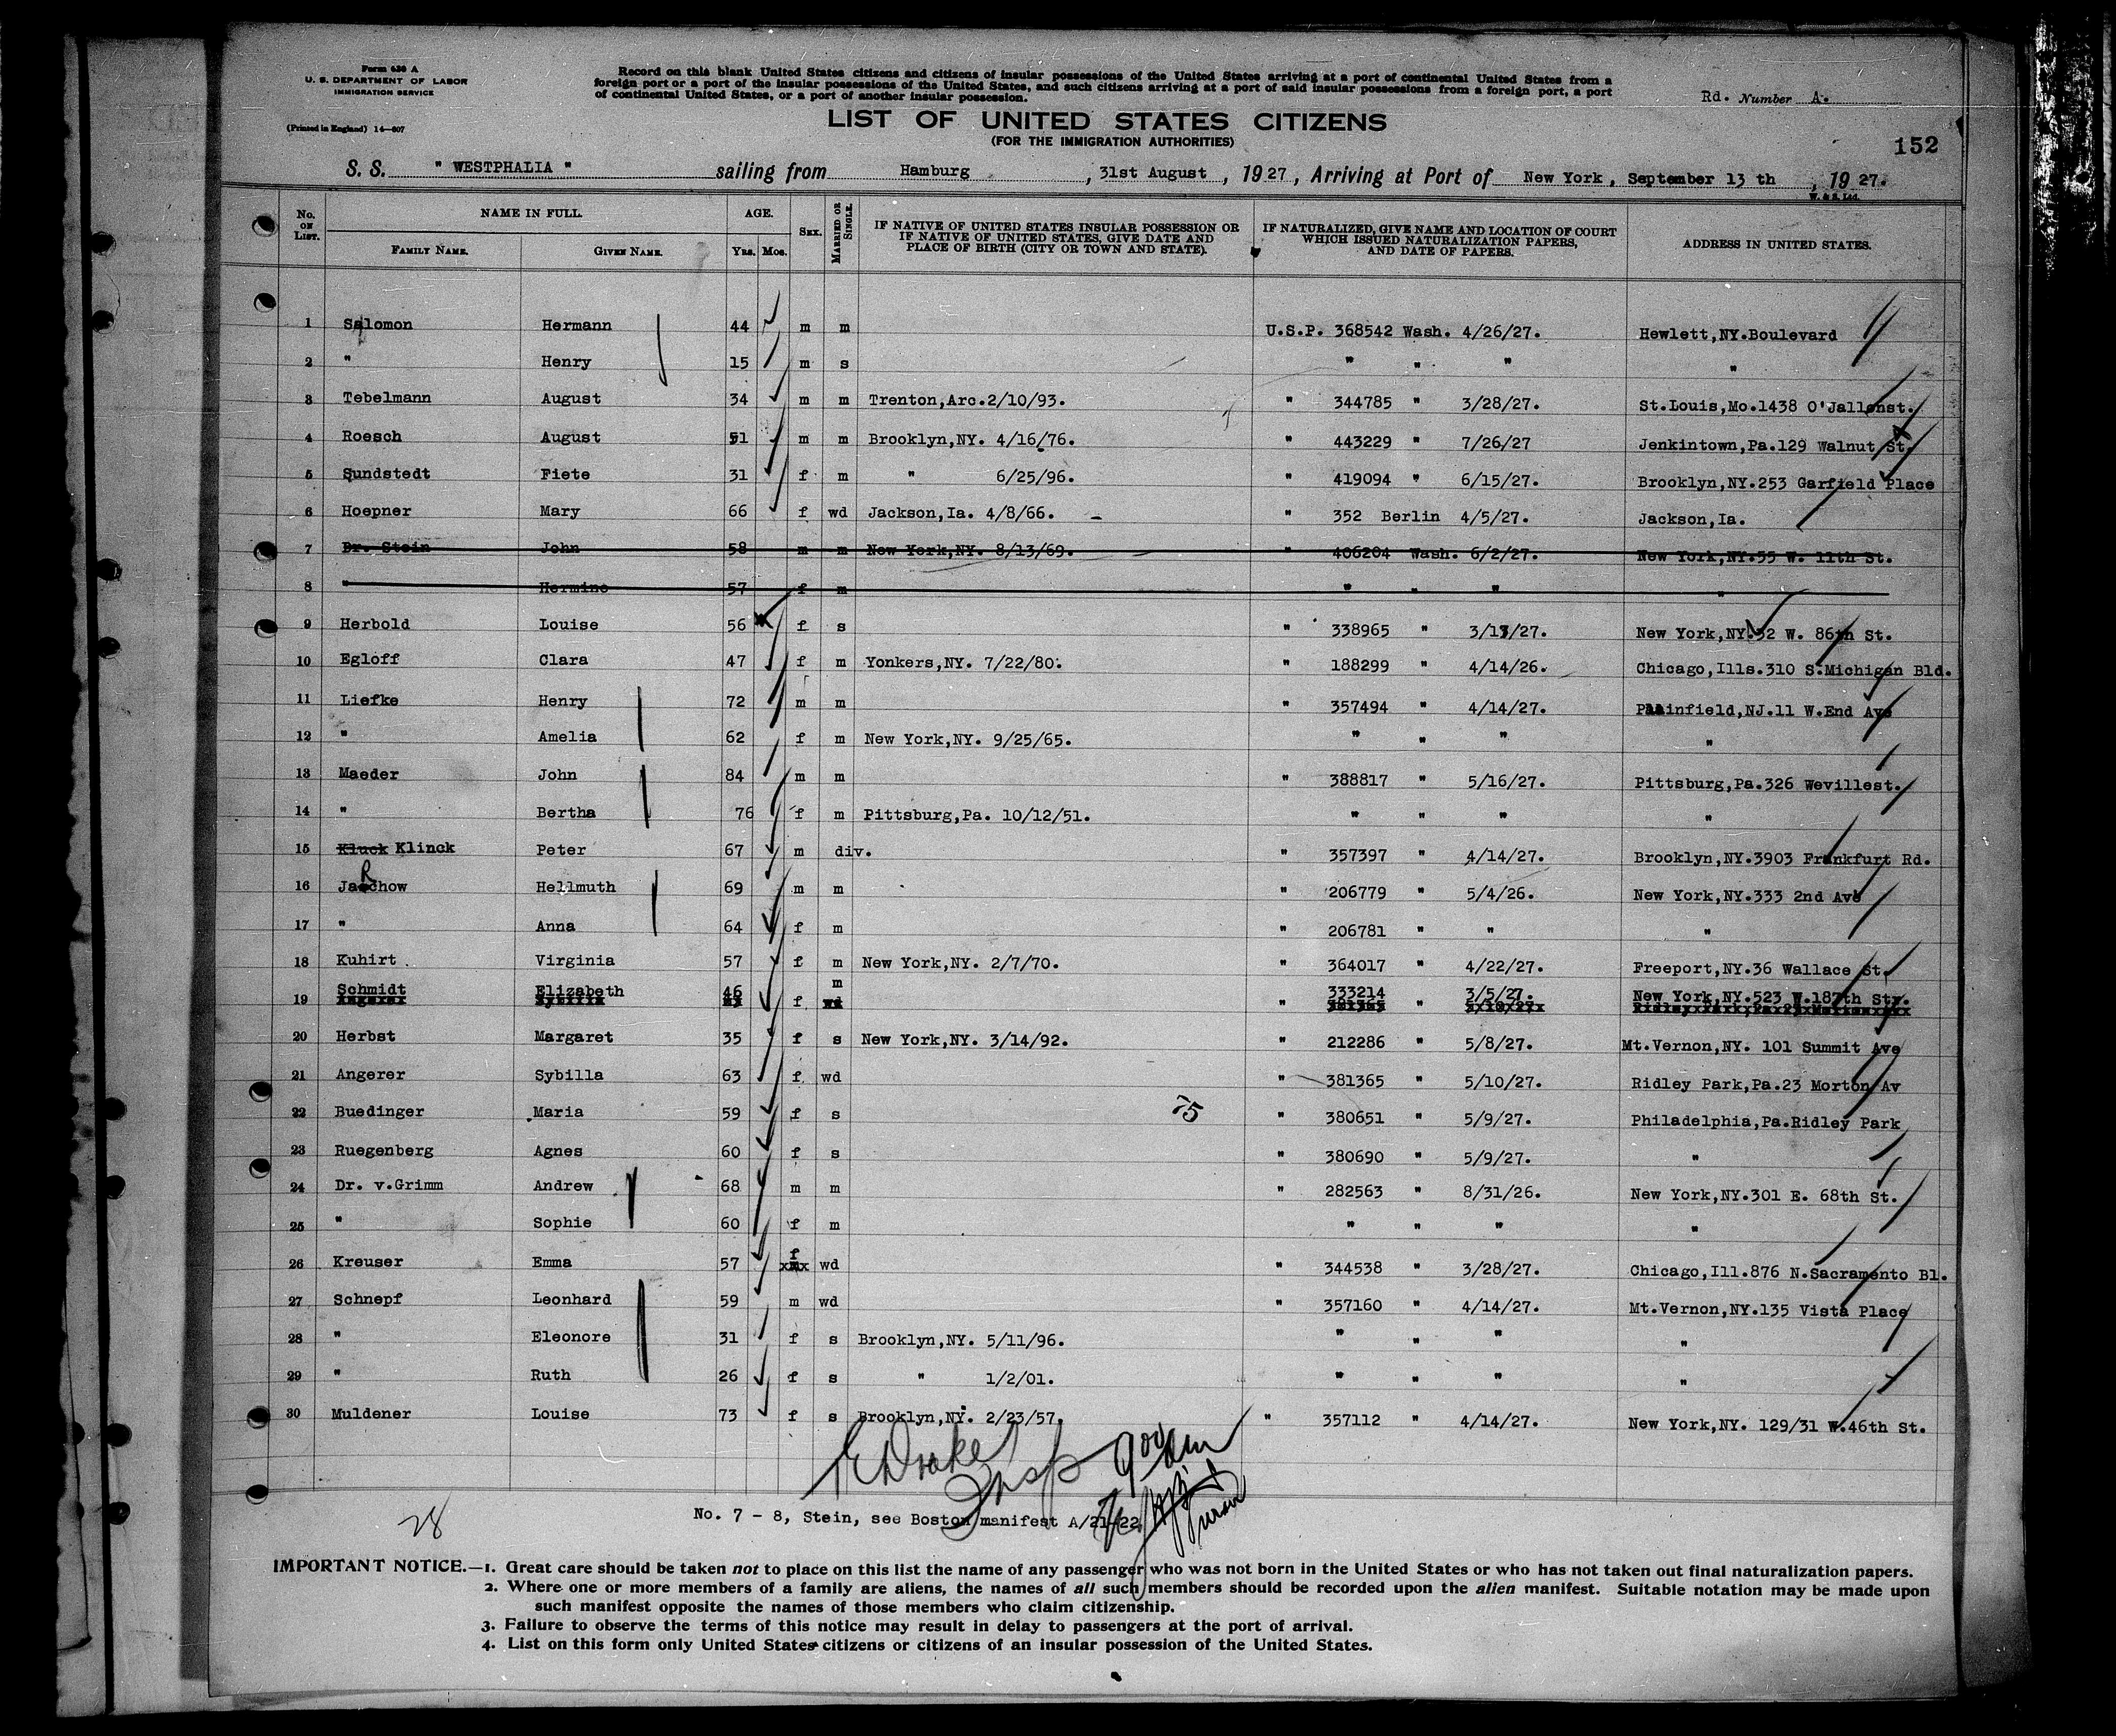 Form 630 A
U. S. DEPARTMENT OF LABOR
IMMIGRATION SERVICE
(Printed in England) 14—607
Record on this blank United States citizens and citizens of insular possessions of the United States arriving at a port of continental United States from a
foreign port or a port of the insular possessions of the United States, and such citizens arriving at a port of said insular possessions from a foreign port, a port
of continental United States, or a port of another insular possession.
Rd. Number A.
LIST OF UNITED STATES CITIZENS
(FOR THE IMMIGRATION AUTHORITIES)
152
S. S. " WESTPHALIA " sailing from Hamburg , 31st August , 1927, Arriving at Port of New York, September 13 th , 1927.
W. & S. Ltd.
No. ON LIST. NAME IN FULL. AGE. SEX. MARRIED OR SINGLE. IF NATIVE OF UNITED STATES INSULAR POSSESSION OR IF NATIVE OF UNITED STATES, GIVE DATE AND PLACE OF BIRTH (CITY OR TOWN AND STATE). IF NATURALIZED, GIVE NAME AND LOCATION OF COURT WHICH ISSUED NATURALIZATION PAPERS, AND DATE OF PAPERS. ADDRESS IN UNITED STATES.
FAMILY NAME. GIVEN NAME. YRS. MOS.
1 Salomon Hermann 44 m m U.S.P. 368542 Wash. 4/26/27. Hewlett,NY.Boulevard
2 " Henry 15 m s " " " "
3 Tebelmann August 34 m m Trenton,Arc.2/10/93. " 344785 " 3/28/27. St.Louis,Mo.1438 O'Jallonst.
4 Roesch August 51 m m Brooklyn,NY. 4/16/76. " 443229 " 7/26/27 Jenkintown,Pa.129 Walnut St.
5 Sundstedt Fiete 31 f m " 6/25/96. " 419094 " 6/15/27. Brooklyn,NY.253 Garfield Place
6 Hoepner Mary 66 f wd Jackson,Ia. 4/8/66. " 352 Berlin 4/5/27. Jackson,Ia.
7 Dr. Stein John 58 m m New York,NY. 8/13/69. " 406204 Wash. 6/2/27. New York,NY.55 W. 11th St.
8 " Hermine 57 f m " " " "
9 Herbold Louise 56 f s " 338965 " 3/17/27. New York,NY.52 W. 86th St.
10 Egloff Clara 47 f m Yonkers,NY. 7/22/80. " 188299 " 4/14/26. Chicago,Ills.310 S.Michigan Bld.
11 Liefke Henry 72 m m " 357494 " 4/14/27. Plainfield,NJ.11 W.End Ave
12 " Amelia 62 f m New York,NY. 9/25/65. " " " "
13 Maeder John 84 m m " 388817 " 5/16/27. Pittsburg,Pa.326 Wevillest.
14 " Bertha 76 f m Pittsburg,Pa. 10/12/51. " " " "
15 Kluck Klinck Peter 67 m div. " 357397 " 4/14/27. Brooklyn,NY.3903 Frankfurt Rd.
16 JaRchow Hellmuth 69 m m " 206779 " 5/4/26. New York,NY.333 2nd Ave
17 " Anna 64 f m " 206781 " " "
18 Kuhirt Virginia 57 f m New York,NY. 2/7/70. " 364017 " 4/22/27. Freeport,NY.36 Wallace St.
19 Schmidt Elizabeth 46 f m " 333214 " 3/5/27. New York,NY.523 W.187th Str.
20 Herbst Margaret 35 f s New York,NY. 3/14/92. " 212286 " 5/8/27. Mt.Vernon,NY. 101 Summit Ave
21 Angerer Sybilla 63 f wd " 381365 " 5/10/27. Ridley Park,Pa.23 Morton Av
22 Buedinger Maria 59 f s 75 " 380651 " 5/9/27. Philadelphia,Pa.Ridley Park
23 Ruegenberg Agnes 60 f s " 380690 " 5/9/27. "
24 Dr. v.Grimm Andrew 68 m m " 282563 " 8/31/26. New York,NY.301 E. 68th St.
25 " Sophie 60 f m " " " "
26 Kreuser Emma 57 f wd " 344538 " 3/28/27. Chicago,Ill.876 N.Sacramento Bl.
27 Schnepf Leonhard 59 m wd " 357160 " 4/14/27. Mt.Vernon,NY.135 Vista Place
28 " Eleonore 31 f s Brooklyn,NY. 5/11/96. " " " "
29 " Ruth 26 f s " 1/2/01. " " " "
30 Muldener Louise 73 f s Brooklyn,NY. 2/23/57. " 357112 " 4/14/27. New York,NY. 129/31 W.46th St.
E Drake
Insp
28
No. 7 - 8, Stein, see Boston manifest A/21-22
IMPORTANT NOTICE.—1. Great care should be taken not to place on this list the name of any passenger who was not born in the United States or who has not taken out final naturalization papers.
2. Where one or more members of a family are aliens, the names of all such members should be recorded upon the alien manifest. Suitable notation may be made upon
such manifest opposite the names of those members who claim citizenship.
3. Failure to observe the terms of this notice may result in delay to passengers at the port of arrival.
4. List on this form only United States citizens or citizens of an insular possession of the United States.